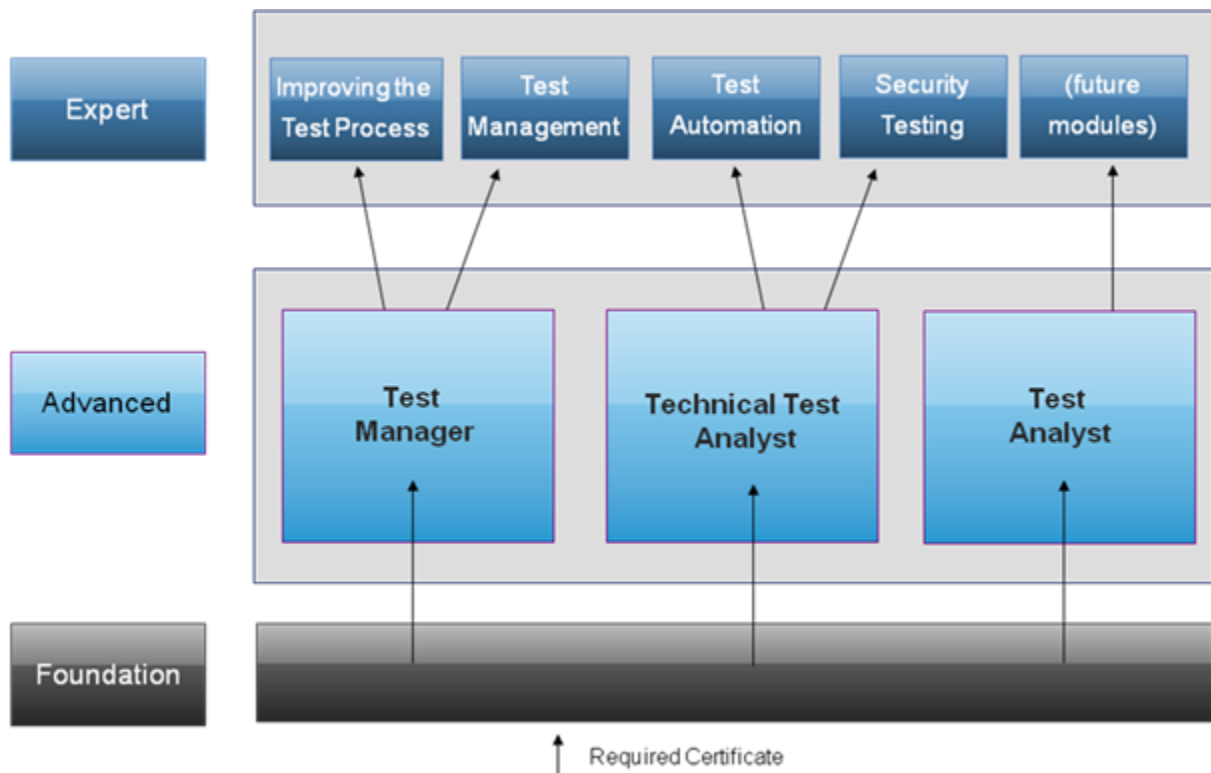 Expert
Improving the
Test Process
Test
Management
Test
Automation
Security
Testing
(future
modules)
Advanced
Test
Manager
Technical Test
Analyst
Test
Analyst
Foundation
Required Certificate